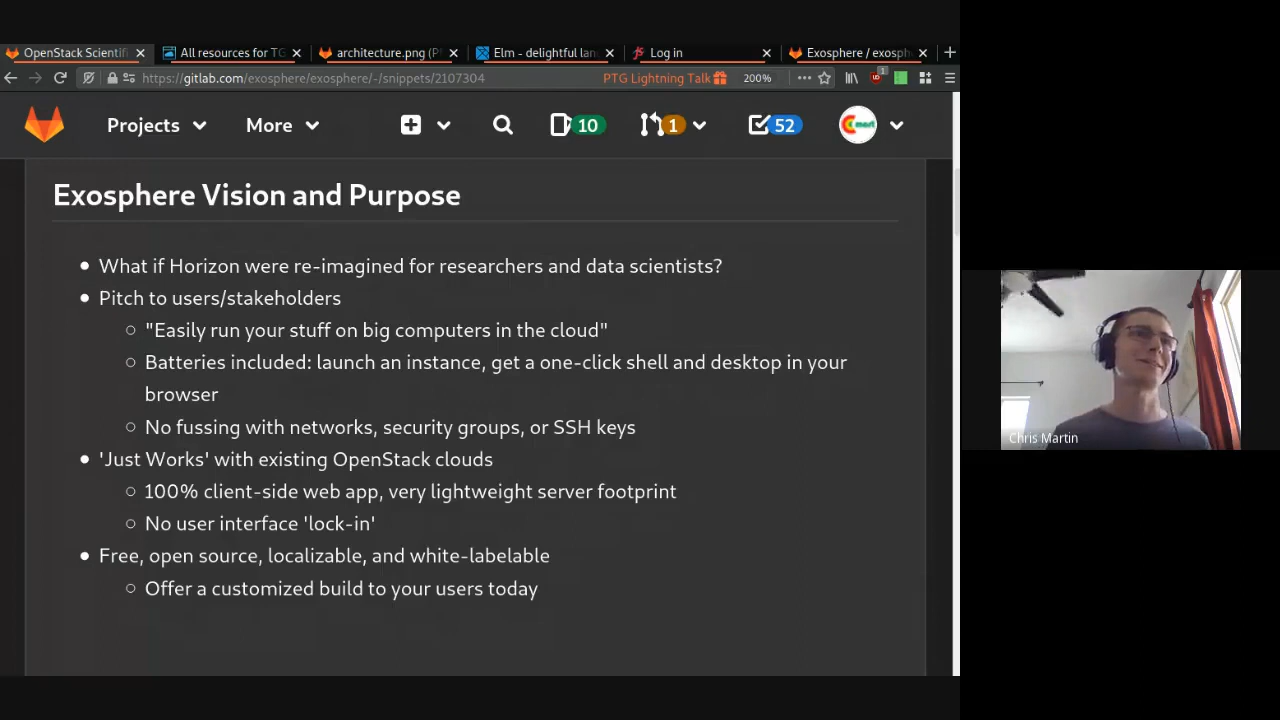 OpenStack Scientifi
All resources for TG
architecture.png (P
Elm - delightful lan
Log in
Exosphere / exosph
https://gitlab.com/exosphere/exosphere/-/snippets/2107304
PTG Lightning Talk
200%
Projects
More
10
1
52
Exosphere Vision and Purpose
What if Horizon were re-imagined for researchers and data scientists?
Pitch to users/stakeholders
"Easily run your stuff on big computers in the cloud"
Batteries included: launch an instance, get a one-click shell and desktop in your
browser
No fussing with networks, security groups, or SSH keys
'Just Works' with existing OpenStack clouds
100% client-side web app, very lightweight server footprint
No user interface 'lock-in'
Free, open source, localizable, and white-labelable
Offer a customized build to your users today
Chris Martin